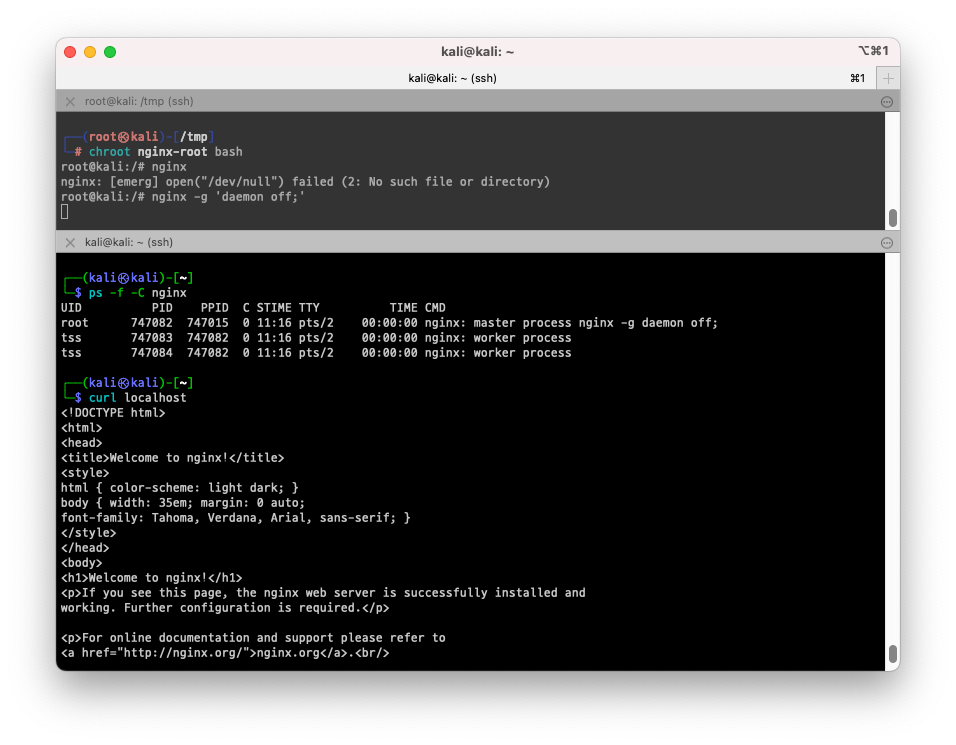 kali@kali: ~
⌥⌘1
kali@kali: ~ (ssh)
⌘1
root@kali: /tmp (ssh)
┌──(root㉿kali)-[/tmp]
└─# chroot nginx-root bash
root@kali:/# nginx
nginx: [emerg] open("/dev/null") failed (2: No such file or directory)
root@kali:/# nginx -g 'daemon off;'
kali@kali: ~ (ssh)
┌──(kali㉿kali)-[~]
└─$ ps -f -C nginx
UID          PID    PPID  C STIME TTY          TIME CMD
root      747082  747015  0 11:16 pts/2    00:00:00 nginx: master process nginx -g daemon off;
tss       747083  747082  0 11:16 pts/2    00:00:00 nginx: worker process
tss       747084  747082  0 11:16 pts/2    00:00:00 nginx: worker process
┌──(kali㉿kali)-[~]
└─$ curl localhost
<!DOCTYPE html>
<html>
<head>
<title>Welcome to nginx!</title>
<style>
html { color-scheme: light dark; }
body { width: 35em; margin: 0 auto;
font-family: Tahoma, Verdana, Arial, sans-serif; }
</style>
</head>
<body>
<h1>Welcome to nginx!</h1>
<p>If you see this page, the nginx web server is successfully installed and
working. Further configuration is required.</p>
<p>For online documentation and support please refer to
<a href="http://nginx.org/">nginx.org</a>.<br/>